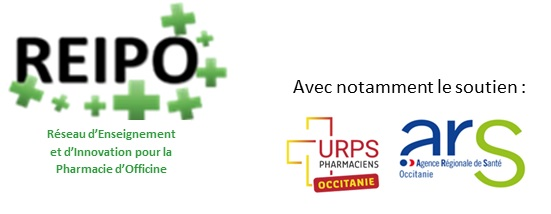 REIPO
Réseau d’Enseignement
et d’Innovation pour la
Pharmacie d’Officine
Avec notamment le soutien :
URPS
PHARMACIENS
OCCITANIE
ars
Agence Régionale de Santé
Occitanie